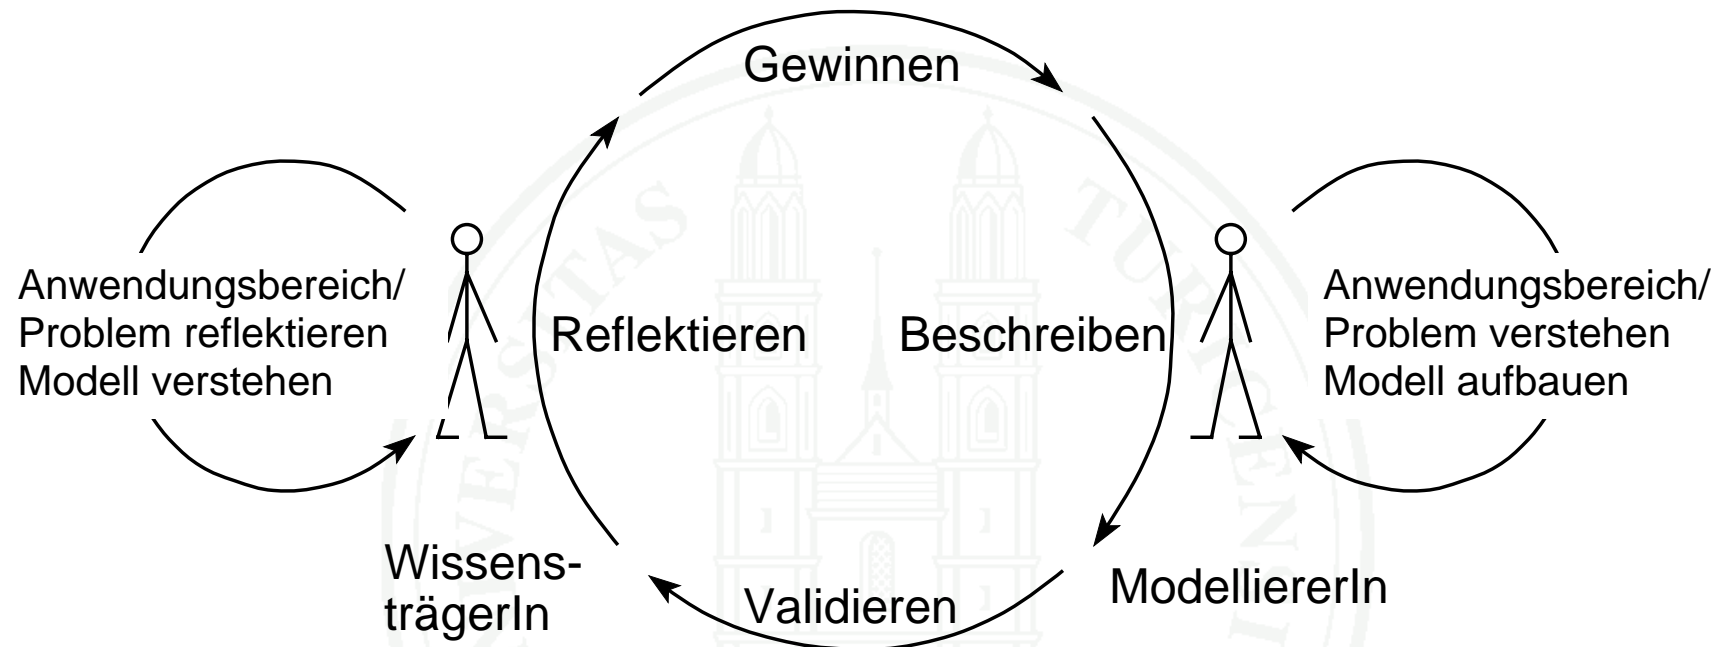 Gewinnen
Anwendungsbereich/
Problem reflektieren
Modell verstehen
Reflektieren
Beschreiben
Anwendungsbereich/
Problem verstehen
Modell aufbauen
Wissens-
trägerIn
Validieren
ModelliererIn